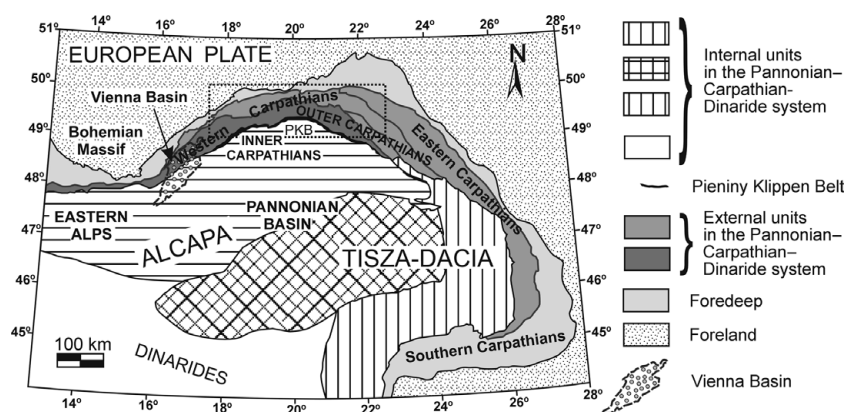 14° 16° 18° 20° 22° 24° 26°
51° 51°
EUROPEAN PLATE
N
50° 50°
Vienna Basin
Western Carpathians
OUTER CARPATHIANS
Eastern Carpathians
49° 49°
Bohemian
Massif
PKB
INNER
CARPATHIANS
48° 48°
PANNONIAN
BASIN
EASTERN
ALPS
47° 47°
ALCAPA
TISZA-DACIA
46° 46°
45° 45°
100 km
DINARIDES
Southern Carpathians
14° 16° 18° 20° 22° 24° 26° 28°
28°
Internal units
in the Pannonian–
Carpathian-
Dinaride system
Pieniny Klippen Belt
External units
in the Pannonian–
Carpathian–
Dinaride system
Foredeep
Foreland
Vienna Basin